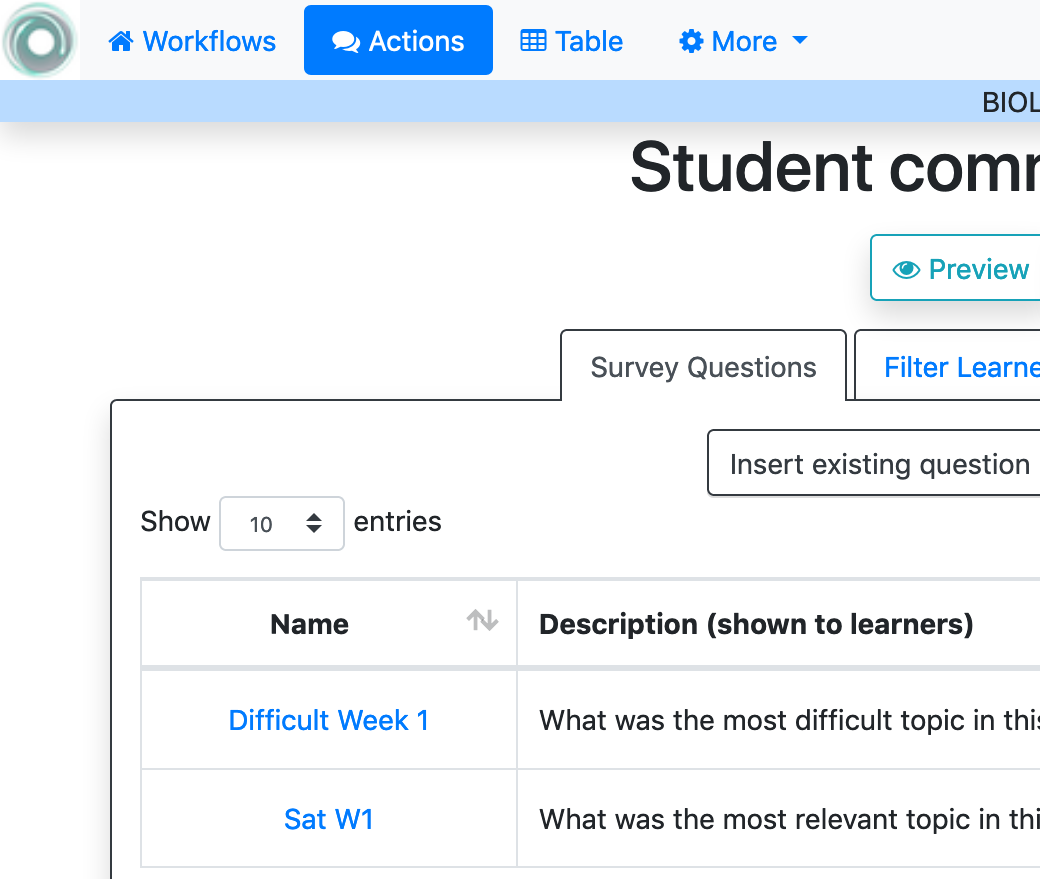 Workflows Actions Table More
BIOL
Student com
Preview
Survey Questions Filter Learne
Insert existing question
Show 10 entries
Name Description (shown to learners)
Difficult Week 1 What was the most difficult topic in this
Sat W1 What was the most relevant topic in thi